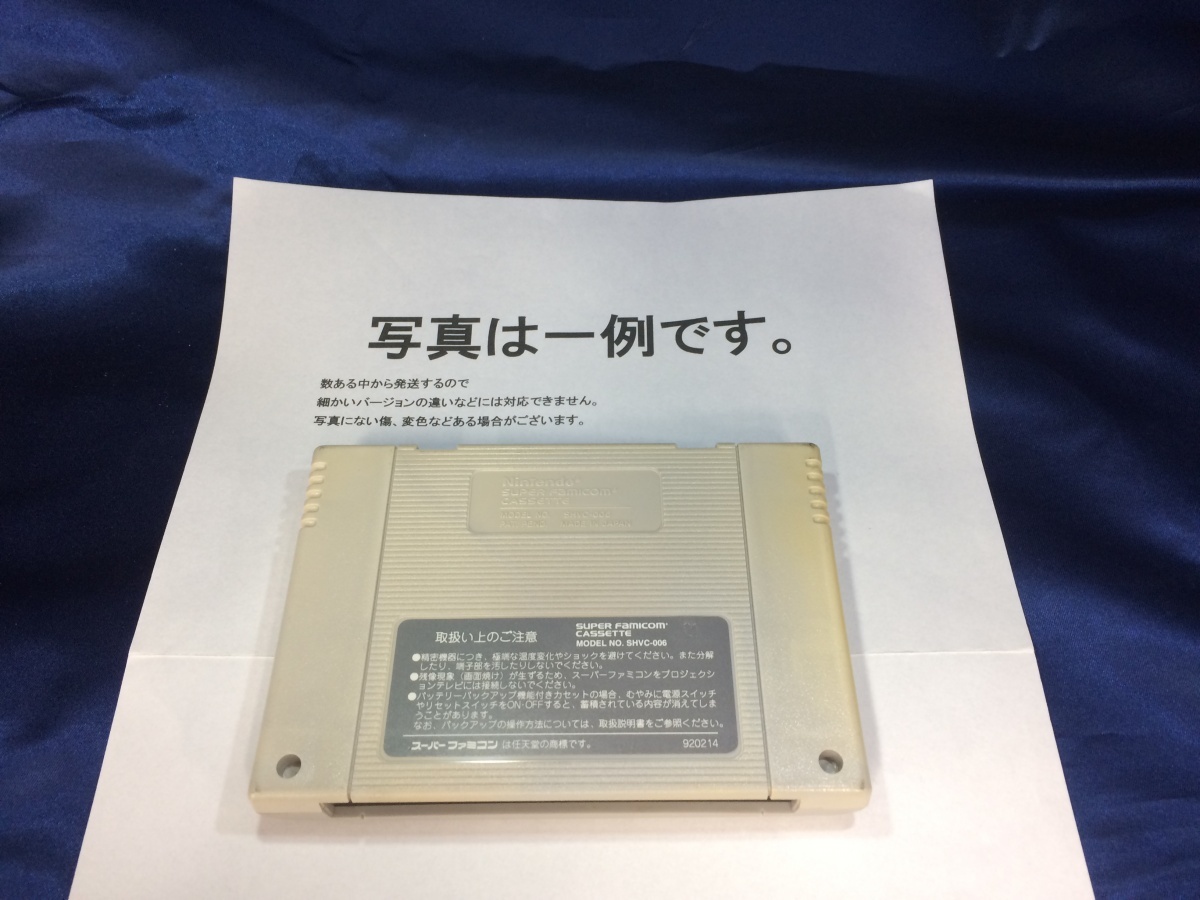 写真は一例です。
数ある中から発送するので
細かいバージョンの違いなどには対応できません。
写真にない傷、変色などある場合がございます。
Nintendo
SUPER FAMICOM
CASSETTE
MODEL NO. SHVC-006
PAT. PEND. MADE IN JAPAN
取扱い上のご注意
SUPER FAMICOM
CASSETTE
MODEL NO. SHVC-006
●精密機器につき、極端な温度変化やショックを避けてください。また分解
したり、端子部を汚したりしないでください。
●残像現象(画面焼け)が生ずるため、スーパーファミコンをプロジェクシ
ョンテレビには接続しないでください。
●バッテリーバックアップ機能付きカセットの場合、むやみに電源スイッチ
やリセットスイッチをON・OFFすると、蓄積されている内容が消えてしま
うことがあります。
なお、バックアップの操作方法については、取扱説明書をご参照ください。
スーパーファミコンは任天堂の商標です。
920214